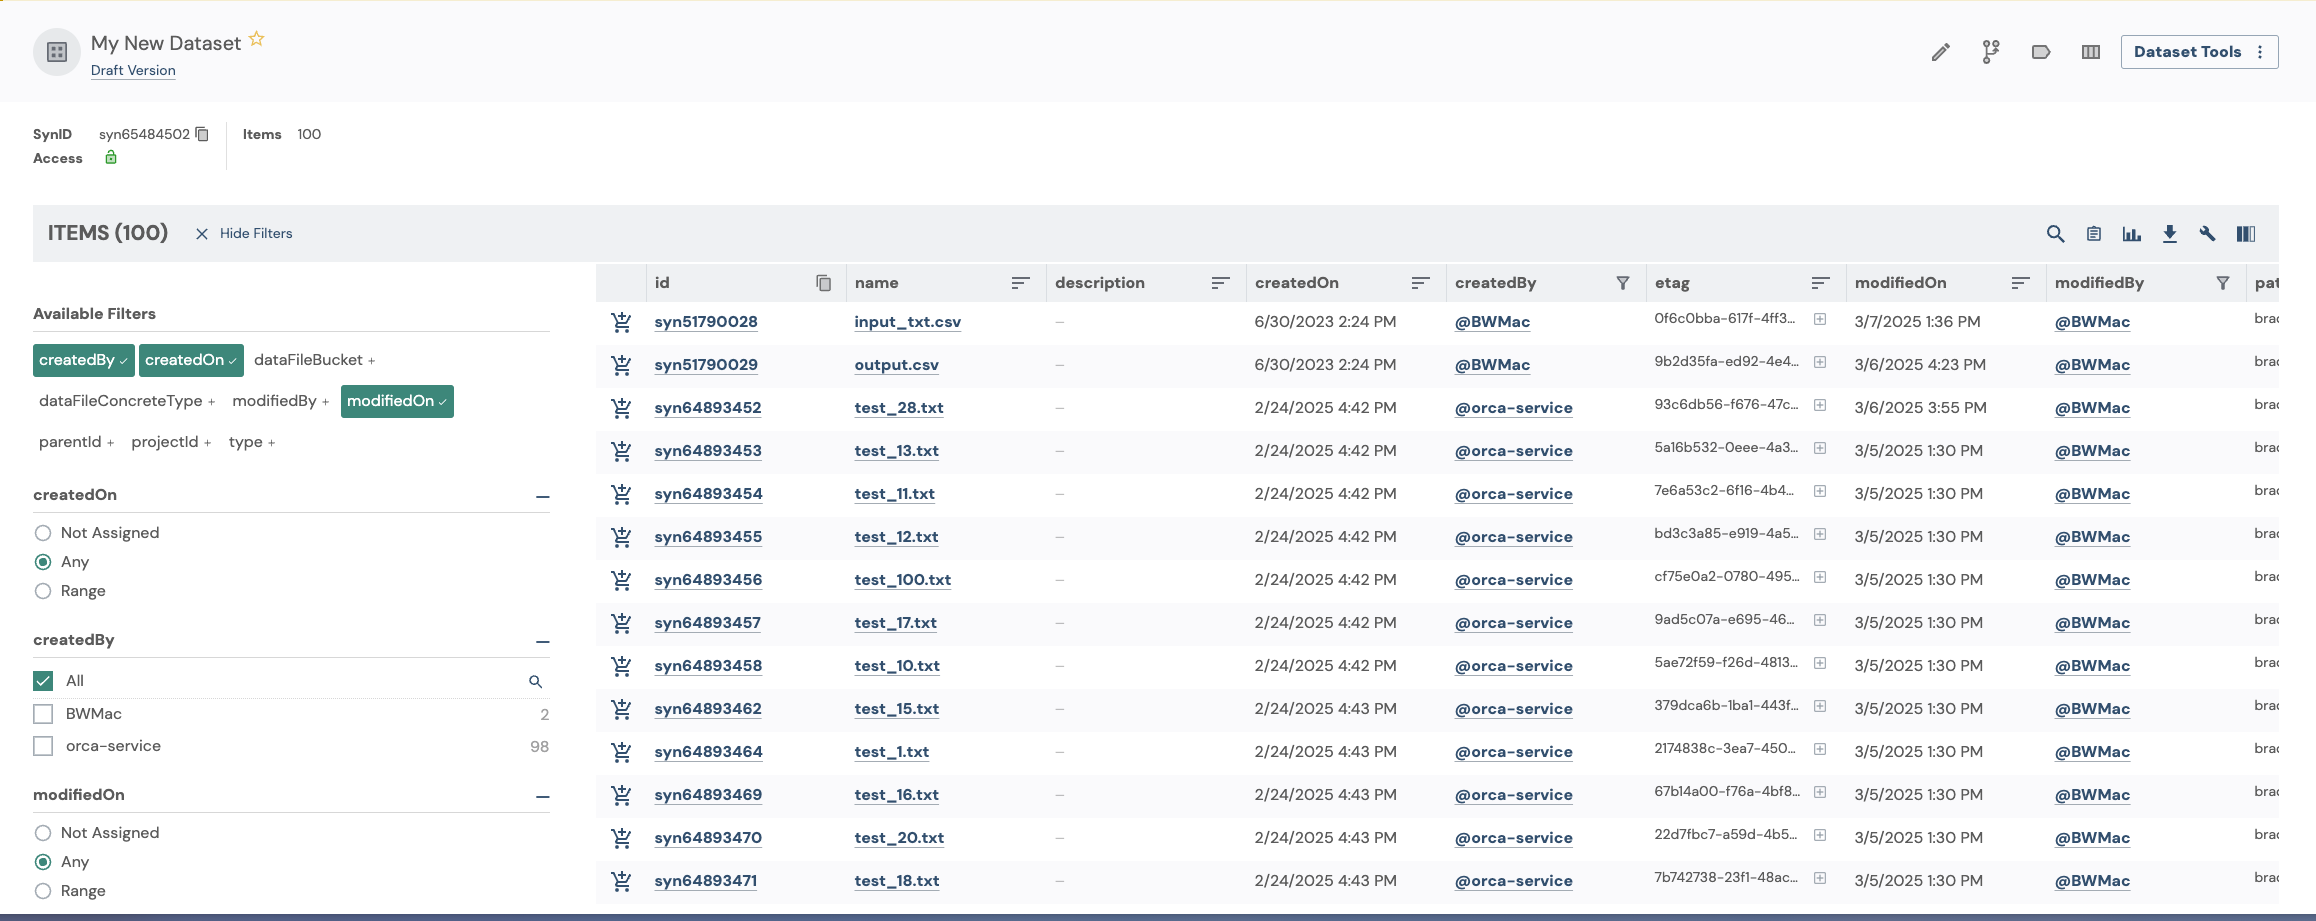 My New Dataset
Draft Version
Dataset Tools
SynID syn65484502 Items 100
Access
ITEMS (100) Hide Filters
Available Filters
createdBy createdOn dataFileBucket +
dataFileConcreteType + modifiedBy + modifiedOn
parentId + projectId + type +
createdOn
Not Assigned
Any
Range
createdBy
All
BWMac 2
orca-service 98
modifiedOn
Not Assigned
Any
Range
id name description createdOn createdBy etag modifiedOn modifiedBy pat
syn51790028 input_txt.csv – 6/30/2023 2:24 PM @BWMac 0f6c0bba-617f-4ff3... 3/7/2025 1:36 PM @BWMac brac
syn51790029 output.csv – 6/30/2023 2:24 PM @BWMac 9b2d35fa-ed92-4e4... 3/6/2025 4:23 PM @BWMac brac
syn64893452 test_28.txt – 2/24/2025 4:42 PM @orca-service 93c6db56-f676-47c... 3/6/2025 3:55 PM @BWMac brac
syn64893453 test_13.txt – 2/24/2025 4:42 PM @orca-service 5a16b532-0eee-4a3... 3/5/2025 1:30 PM @BWMac brac
syn64893454 test_11.txt – 2/24/2025 4:42 PM @orca-service 7e6a53c2-6f16-4b4... 3/5/2025 1:30 PM @BWMac brac
syn64893455 test_12.txt – 2/24/2025 4:42 PM @orca-service bd3c3a85-e919-4a5... 3/5/2025 1:30 PM @BWMac brac
syn64893456 test_100.txt – 2/24/2025 4:42 PM @orca-service cf75e0a2-0780-495... 3/5/2025 1:30 PM @BWMac brac
syn64893457 test_17.txt – 2/24/2025 4:42 PM @orca-service 9ad5c07a-e695-46... 3/5/2025 1:30 PM @BWMac brac
syn64893458 test_10.txt – 2/24/2025 4:42 PM @orca-service 5ae72f59-f26d-4813... 3/5/2025 1:30 PM @BWMac brac
syn64893462 test_15.txt – 2/24/2025 4:43 PM @orca-service 379dca6b-1ba1-443f... 3/5/2025 1:30 PM @BWMac brac
syn64893464 test_1.txt – 2/24/2025 4:43 PM @orca-service 2174838c-3ea7-450... 3/5/2025 1:30 PM @BWMac brac
syn64893469 test_16.txt – 2/24/2025 4:43 PM @orca-service 67b14a00-f76a-4bf8... 3/5/2025 1:30 PM @BWMac brac
syn64893470 test_20.txt – 2/24/2025 4:43 PM @orca-service 22d7fbc7-a59d-4b5... 3/5/2025 1:30 PM @BWMac brac
syn64893471 test_18.txt – 2/24/2025 4:43 PM @orca-service 7b742738-23f1-48ac... 3/5/2025 1:30 PM @BWMac brac